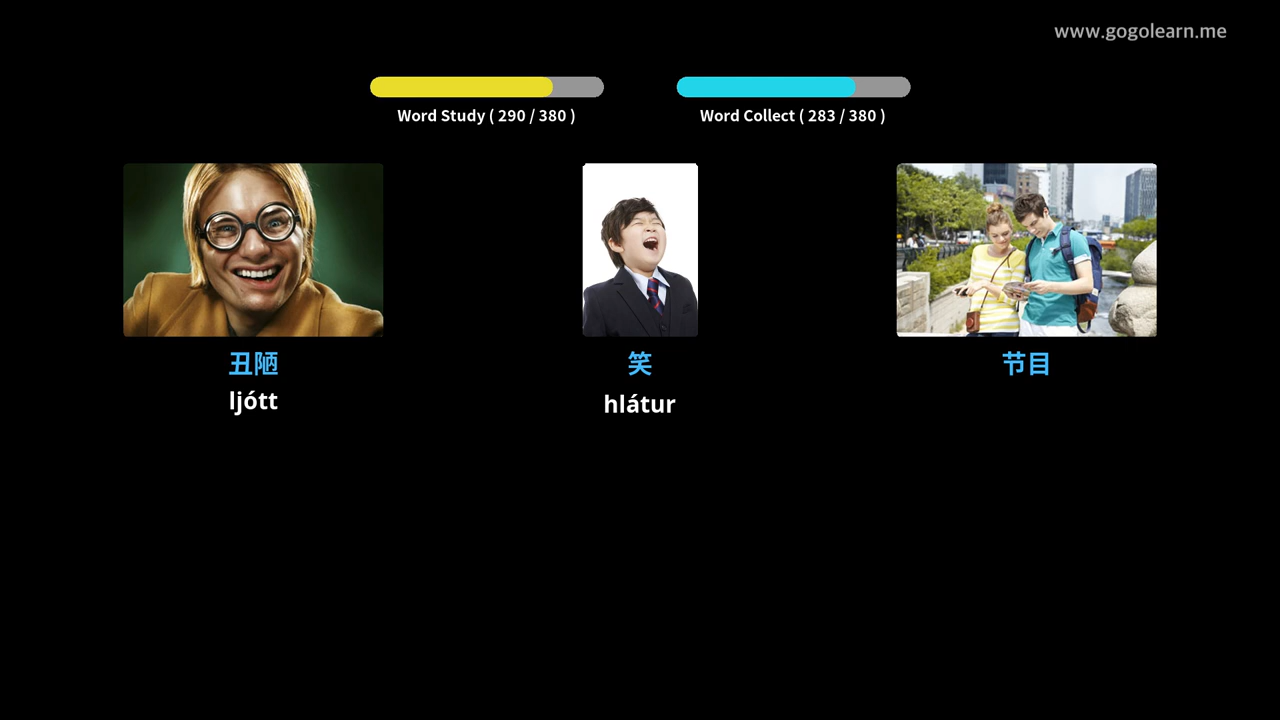 www.gogolearn.me
Word Study ( 290 / 380 )
Word Collect ( 283 / 380 )
丑陋
ljótt
笑
hlátur
节目